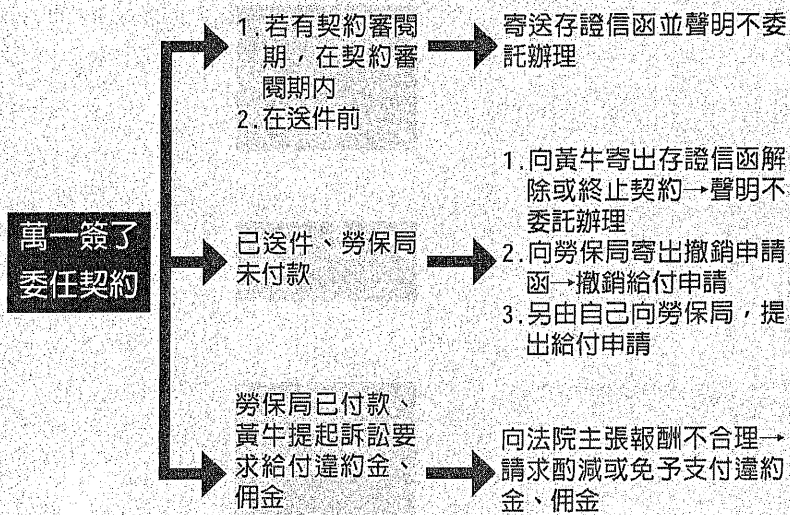 萬一簽了
委任契約
1.若有契約審閱
期，在契約審
閱期內
2.在送件前
寄送存證信函並聲明不委
託辦理
已送件、勞保局
未付款
1.向黃牛寄出存證信函解
除或終止契約→聲明不
委託辦理
2.向勞保局寄出撤銷申請
函→撤銷給付申請
3.另由自己向勞保局，提
出給付申請
勞保局已付款、
黃牛提起訴訟要
求給付違約金、
佣金
向法院主張報酬不合理→
請求酌減或免予支付違約
金、佣金